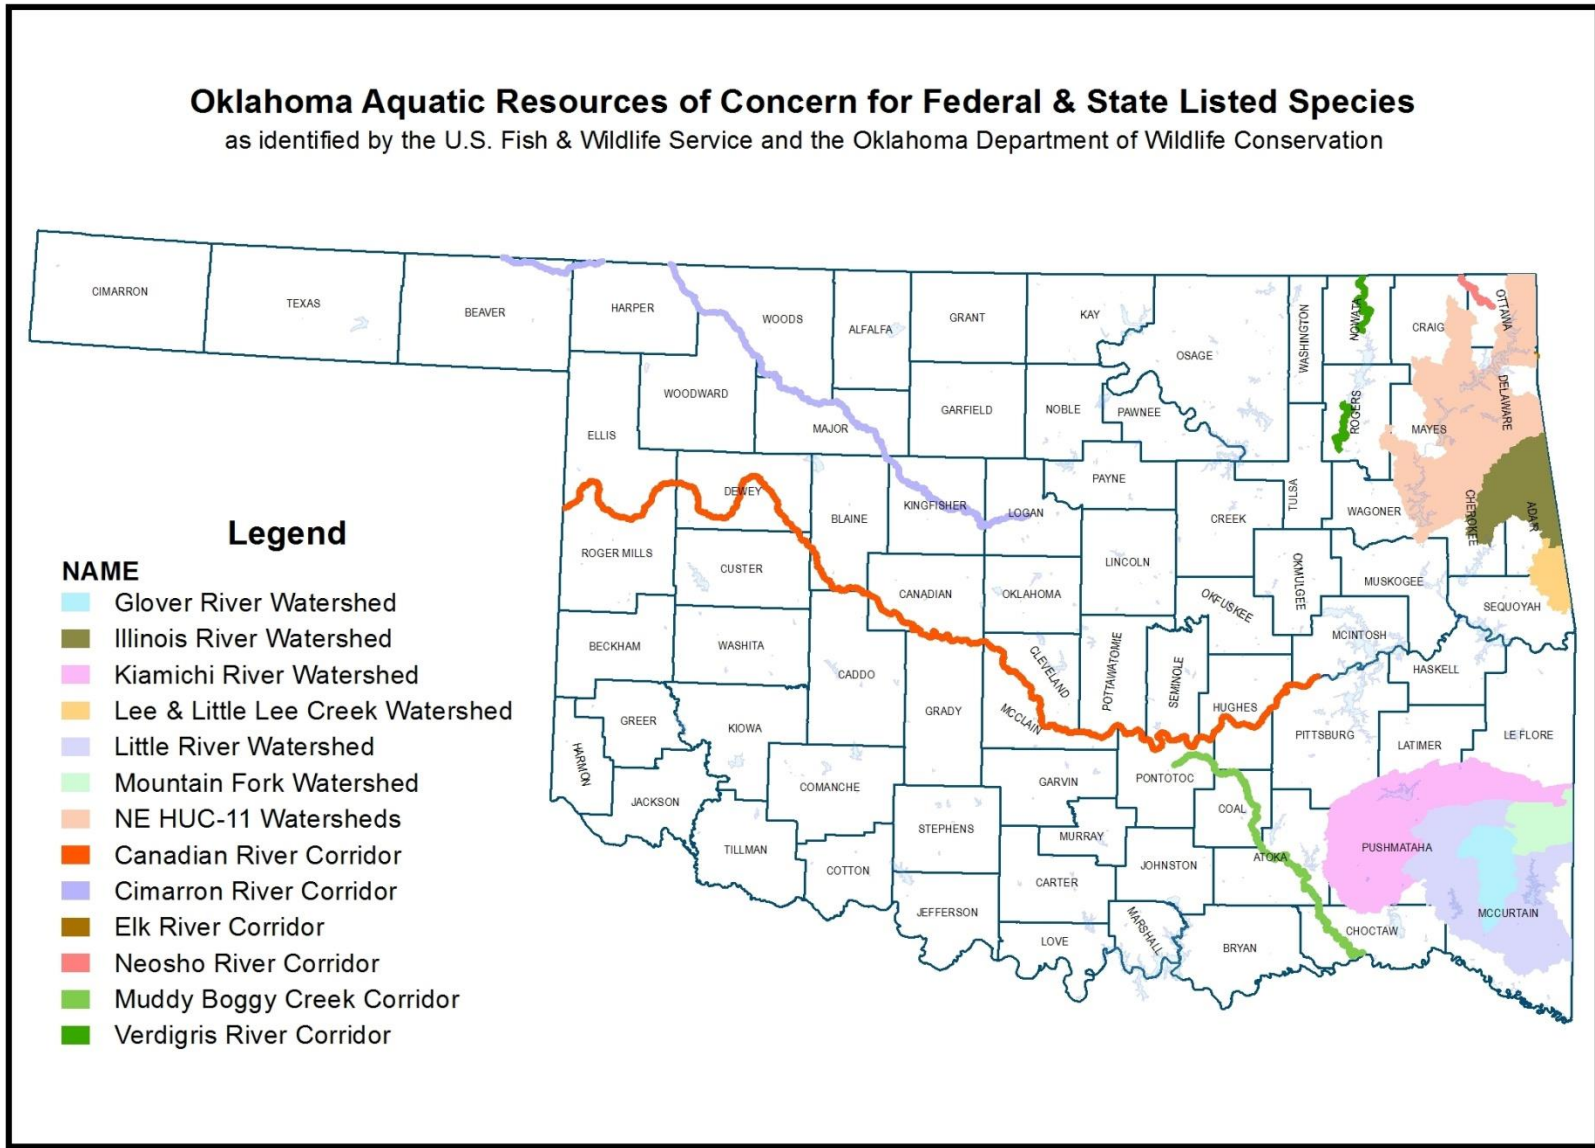 Oklahoma Aquatic Resources of Concern for Federal & State Listed Species
as identified by the U.S. Fish & Wildlife Service and the Oklahoma Department of Wildlife Conservation
CIMARRON
TEXAS
BEAVER
HARPER
WOODS
ALFALFA
GRANT
KAY
OSAGE
WASHINGTON
NOWATA
CRAIG
OTTAWA
ELLIS
WOODWARD
MAJOR
GARFIELD
NOBLE
PAWNEE
ROGERS
MAYES
DELAWARE
DEWEY
BLAINE
KINGFISHER
LOGAN
PAYNE
CREEK
TULSA
WAGONER
CHEROKEE
ADAIR
ROGER MILLS
CUSTER
CANADIAN
OKLAHOMA
LINCOLN
OKFUSKEE
OKMULGEE
MUSKOGEE
SEQUOYAH
BECKHAM
WASHITA
CADDO
GRADY
CLEVELAND
MCCLAIN
POTTAWATOMIE
SEMINOLE
HUGHES
MCINTOSH
HASKELL
HARMON
GREER
KIOWA
COMANCHE
GARVIN
PONTOTOC
PITTSBURG
LATIMER
LE FLORE
JACKSON
TILLMAN
COTTON
STEPHENS
MURRAY
COAL
ATOKA
PUSHMATAHA
JEFFERSON
CARTER
JOHNSTON
LOVE
MARSHALL
BRYAN
CHOCTAW
MCCURTAIN
Legend
NAME
Glover River Watershed
Illinois River Watershed
Kiamichi River Watershed
Lee & Little Lee Creek Watershed
Little River Watershed
Mountain Fork Watershed
NE HUC-11 Watersheds
Canadian River Corridor
Cimarron River Corridor
Elk River Corridor
Neosho River Corridor
Muddy Boggy Creek Corridor
Verdigris River Corridor